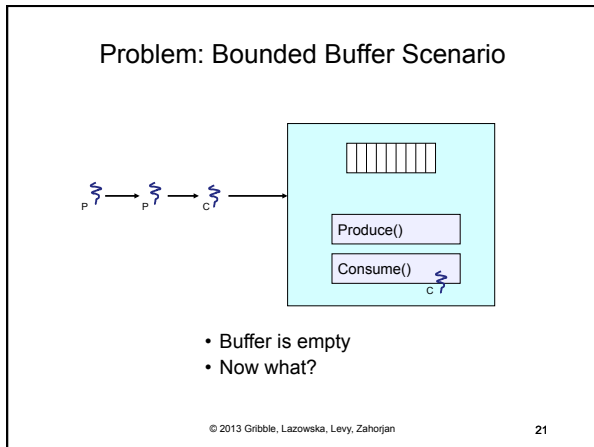 Problem: Bounded Buffer Scenario
P
P
C
Produce()
Consume()
C
• Buffer is empty
• Now what?
© 2013 Gribble, Lazowska, Levy, Zahorjan
21